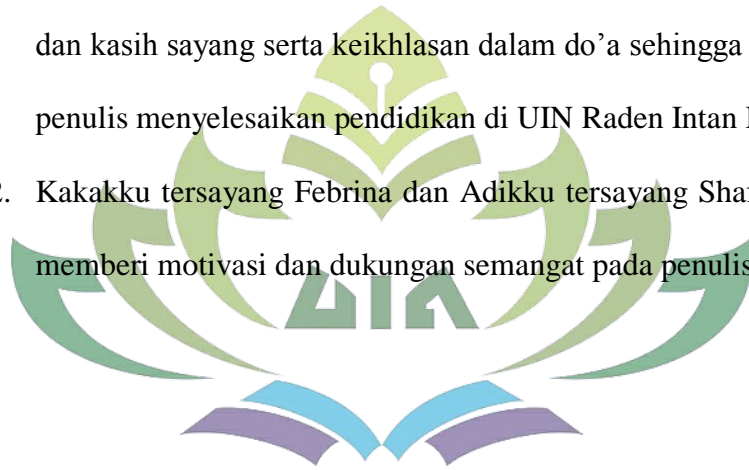 dan kasih sayang serta keikhlasan dalam do’a sehingga
penulis menyelesaikan pendidikan di UIN Raden Intan
2. Kakakku tersayang Febrina dan Adikku tersayang
memberi motivasi dan dukungan semangat pada penulis
UIN